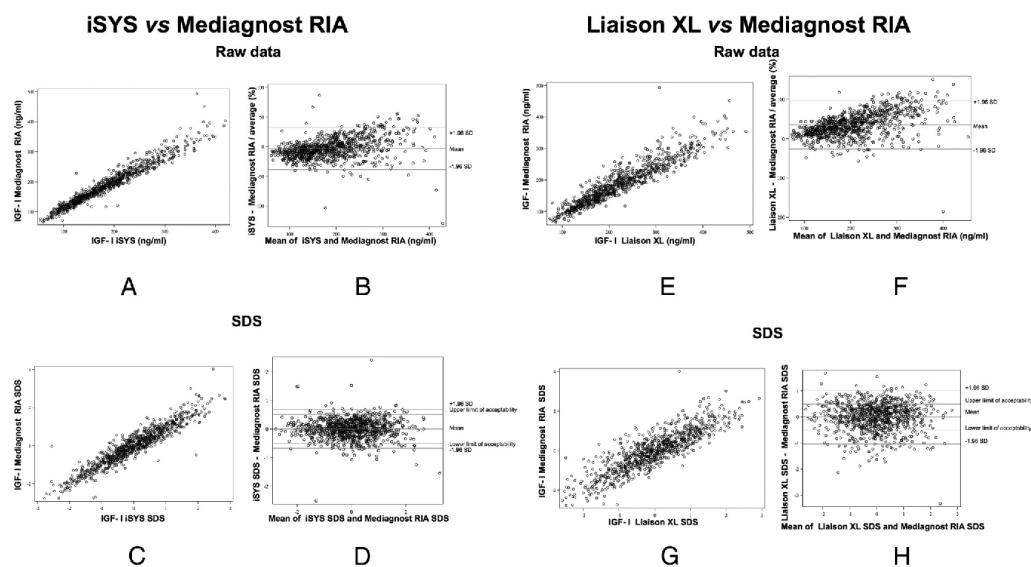 iSYS vs Mediagnost RIA
Raw data
IGF- I Mediagnost RIA (ng/ml)
IGF- I iSYS (ng/ml)
A
iSYS - Mediagnost RIA / average (%)
+1.96 SD
Mean
-1.96 SD
Mean of iSYS and Mediagnost RIA (ng/ml)
B
Liaison XL vs Mediagnost RIA
Raw data
IGF- I Mediagnost RIA (ng/ml)
IGF- I Liaison XL (ng/ml)
E
Liaison XL - Mediagnost RIA / average (%)
+1.96 SD
Mean
-1.96 SD
Mean of Liaison XL and Mediagnost RIA (ng/ml)
F
SDS
IGF- I Mediagnost RIA SDS
IGF- I iSYS SDS
C
iSYS SDS - Mediagnost RIA SDS
+1.96 SD
Upper limit of acceptability
Mean
Lower limit of acceptability
-1.96 SD
Mean of iSYS SDS and Mediagnost RIA SDS
D
SDS
IGF- I Mediagnost RIA SDS
IGF- I Liaison XL SDS
G
Liaison XL SDS - Mediagnost RIA SDS
+1.96 SD
Upper limit of acceptability
Mean
Lower limit of acceptability
-1.96 SD
Mean of Liaison XL SDS and Mediagnost RIA SDS
H